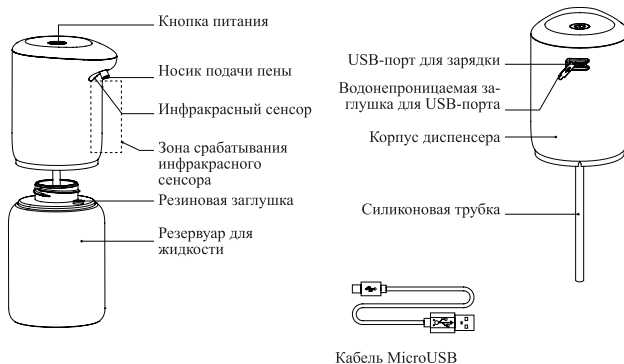 Кнопка питания
Носик подачи пены
Инфракрасный сенсор
Зона срабатывания
инфракрасного
сенсора
Резиновая заглушка
Резервуар для
жидкости
USB-порт для зарядки
Водонепроницаемая за-
глушка для USB-порта
Корпус диспенсера
Силиконовая трубка
Кабель MicroUSB